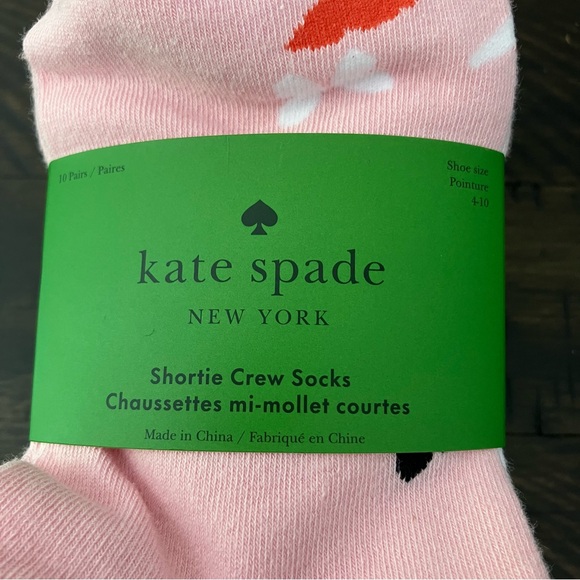 10 Pairs / Paires
Shoe size
Pointure
4-10
kate spade
NEW YORK
Shortie Crew Socks
Chaussettes mi-mollet courtes
Made in China / Fabriqué en Chine